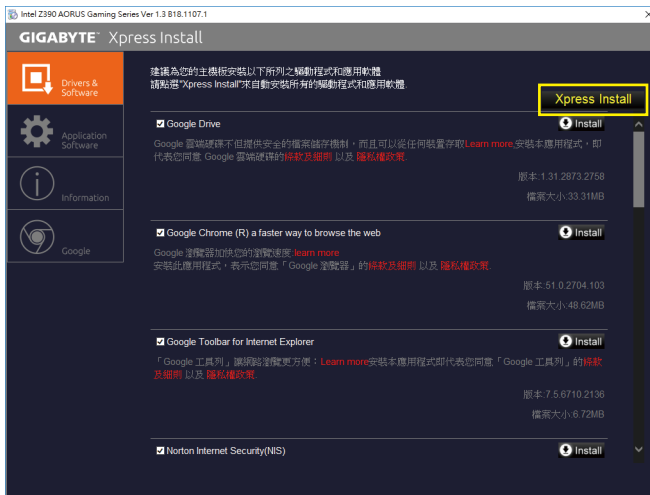 Intel Z390 AORUS Gaming Series Ver 1.3 B18.1107.1
GIGABYTE™ Xpress Install
Drivers &
Software
Application
Software
Information
Google
建議為您的主機板安裝以下所列之驅動程式和應用軟體
請點選"Xpress Install"來自動安裝所有的驅動程式和應用軟體.
Xpress Install
Google Drive
Install
Google 雲端硬碟不但提供安全的檔案儲存機制，而且可以從任何裝置存取Learn more,安裝本應用程式，即
代表您同意 Google 雲端硬碟的條款及細則 以及 隱私權政策.
版本:1.31.2873.2758
檔案大小:33.31MB
Google Chrome (R) a faster way to browse the web
Install
Google 瀏覽器加快您的瀏覽速度.learn more
安裝此應用程式，表示您同意「Google 瀏覽器」的條款及細則 以及 隱私權政策.
版本:51.0.2704.103
檔案大小:48.62MB
Google Toolbar for Internet Explorer
Install
「Google 工具列」讓網路瀏覽更方便：Learn more安裝本應用程式即代表您同意「Google 工具列」的條款
及細則 以及 隱私權政策.
版本:7.5.6710.2136
檔案大小:6.72MB
Norton Internet Security(NIS)
Install